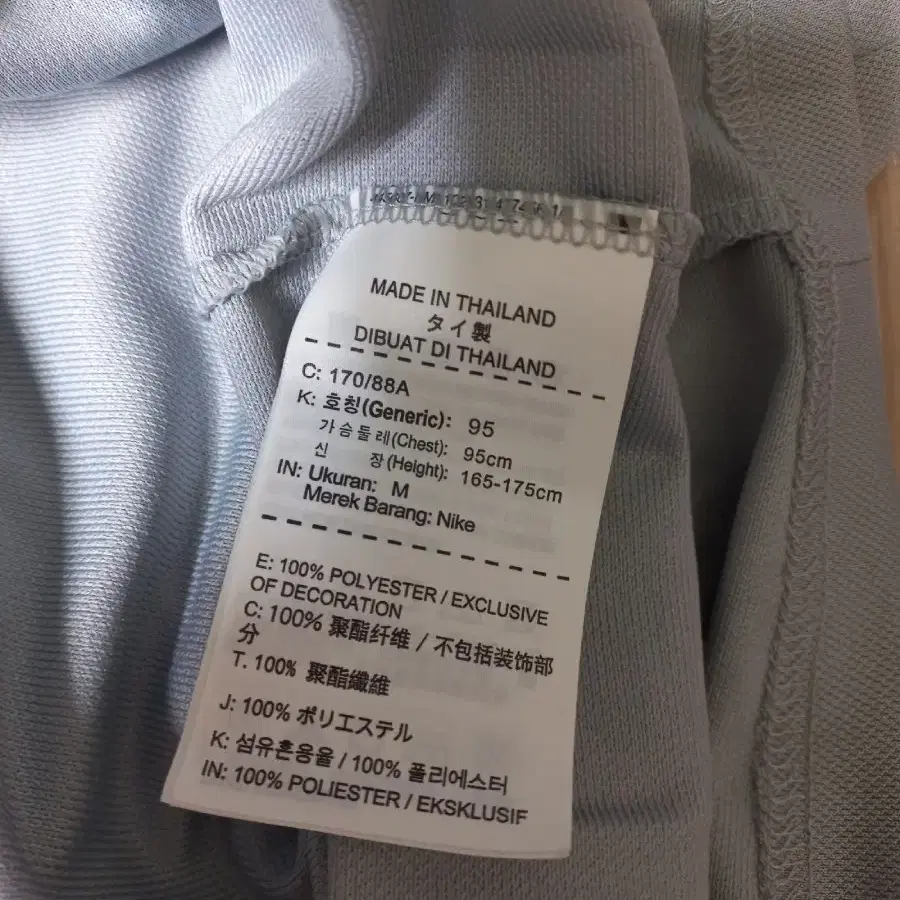 MADE IN THAILAND
タイ製
DIBUAT DI THAILAND
C: 170/88A
K: 호칭(Generic): 95
가슴둘레(Chest): 95cm
신 장(Height): 165-175cm
IN: Ukuran: M
Merek Barang: Nike
E: 100% POLYESTER / EXCLUSIVE
OF DECORATION
C: 100% 聚酯纤维 / 不包括装饰部
分
T. 100% 聚酯纖維
J: 100% ポリエステル
K: 섬유혼용율 / 100% 폴리에스터
IN: 100% POLIESTER / EKSKLUSIF